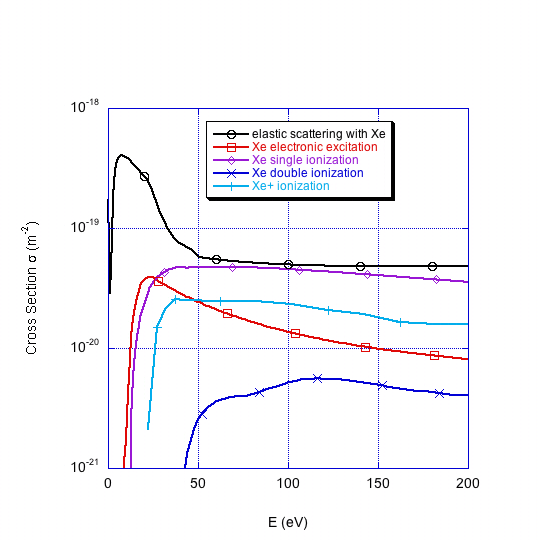 10-18
10-19
10-20
10-21
Cross Section σ (m-2)
elastic scattering with Xe
Xe electronic excitation
Xe single ionization
Xe double ionization
Xe+ ionization
0 50 100 150 200
E (eV)